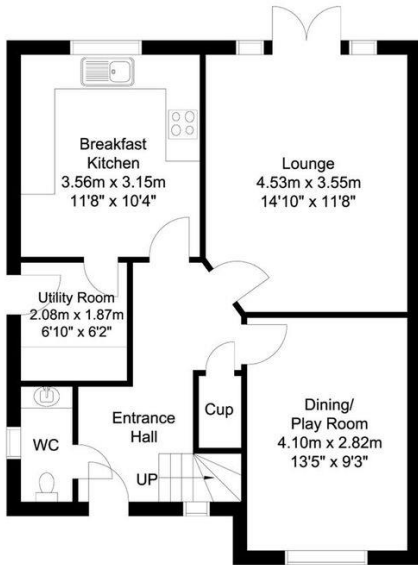 Breakfast
Kitchen
3.56m x 3.15m
11'8" x 10'4"
Lounge
4.53m x 3.55m
14'10" x 11'8"
Utility Room
2.08m x 1.87m
6'10" x 6'2"
WC
Entrance
Hall
UP
Cup
Dining/
Play Room
4.10m x 2.82m
13'5" x 9'3"